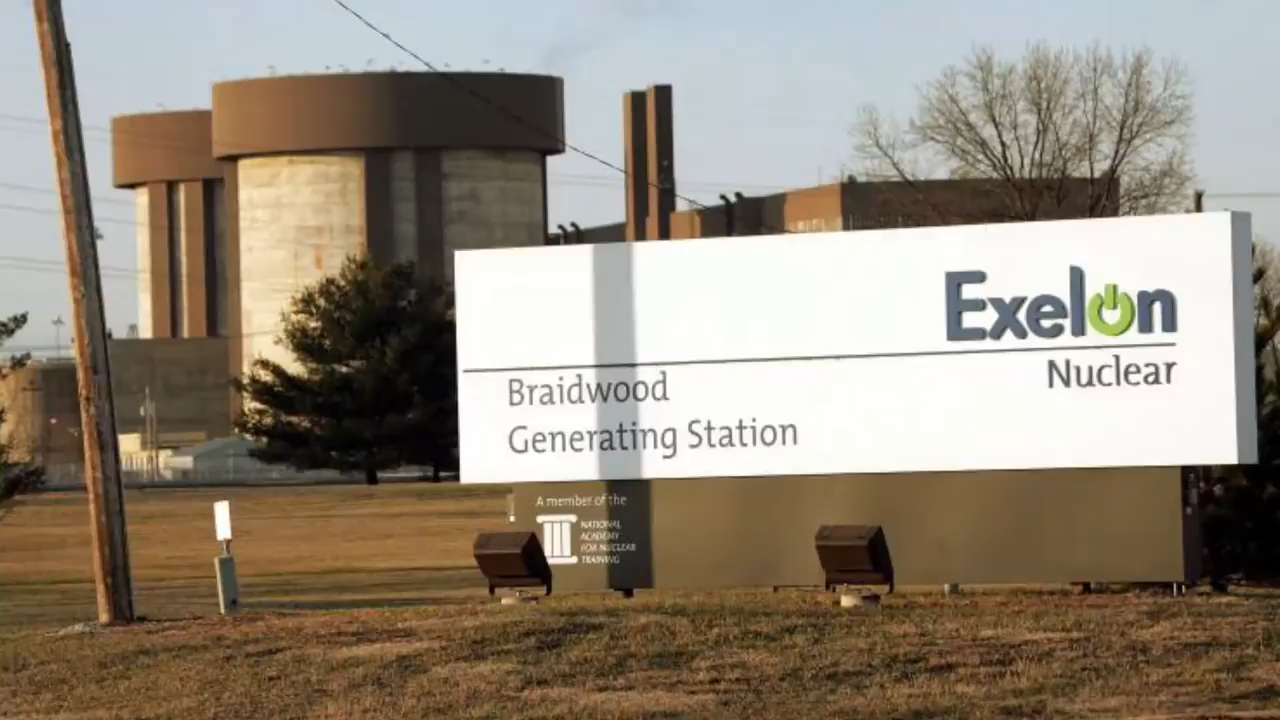 Exelon
Nuclear
Braidwood
Generating Station
A member of the
NATIONAL
ACADEMY
FOR NUCLEAR
TRAINING